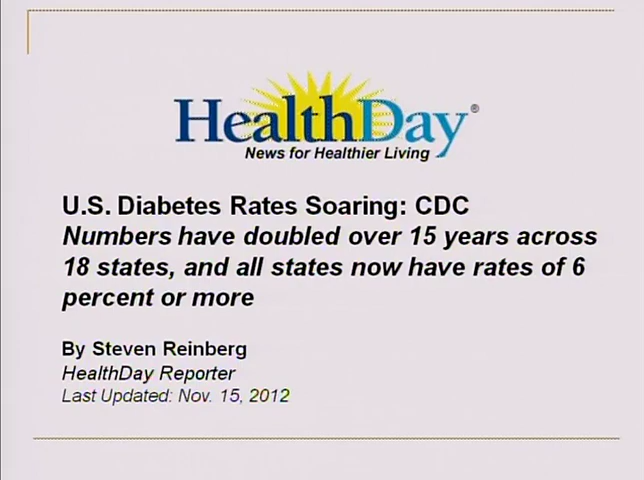 HealthDay®
News for Healthier Living
U.S. Diabetes Rates Soaring: CDC
Numbers have doubled over 15 years across
18 states, and all states now have rates of 6
percent or more
By Steven Reinberg
HealthDay Reporter
Last Updated: Nov. 15, 2012